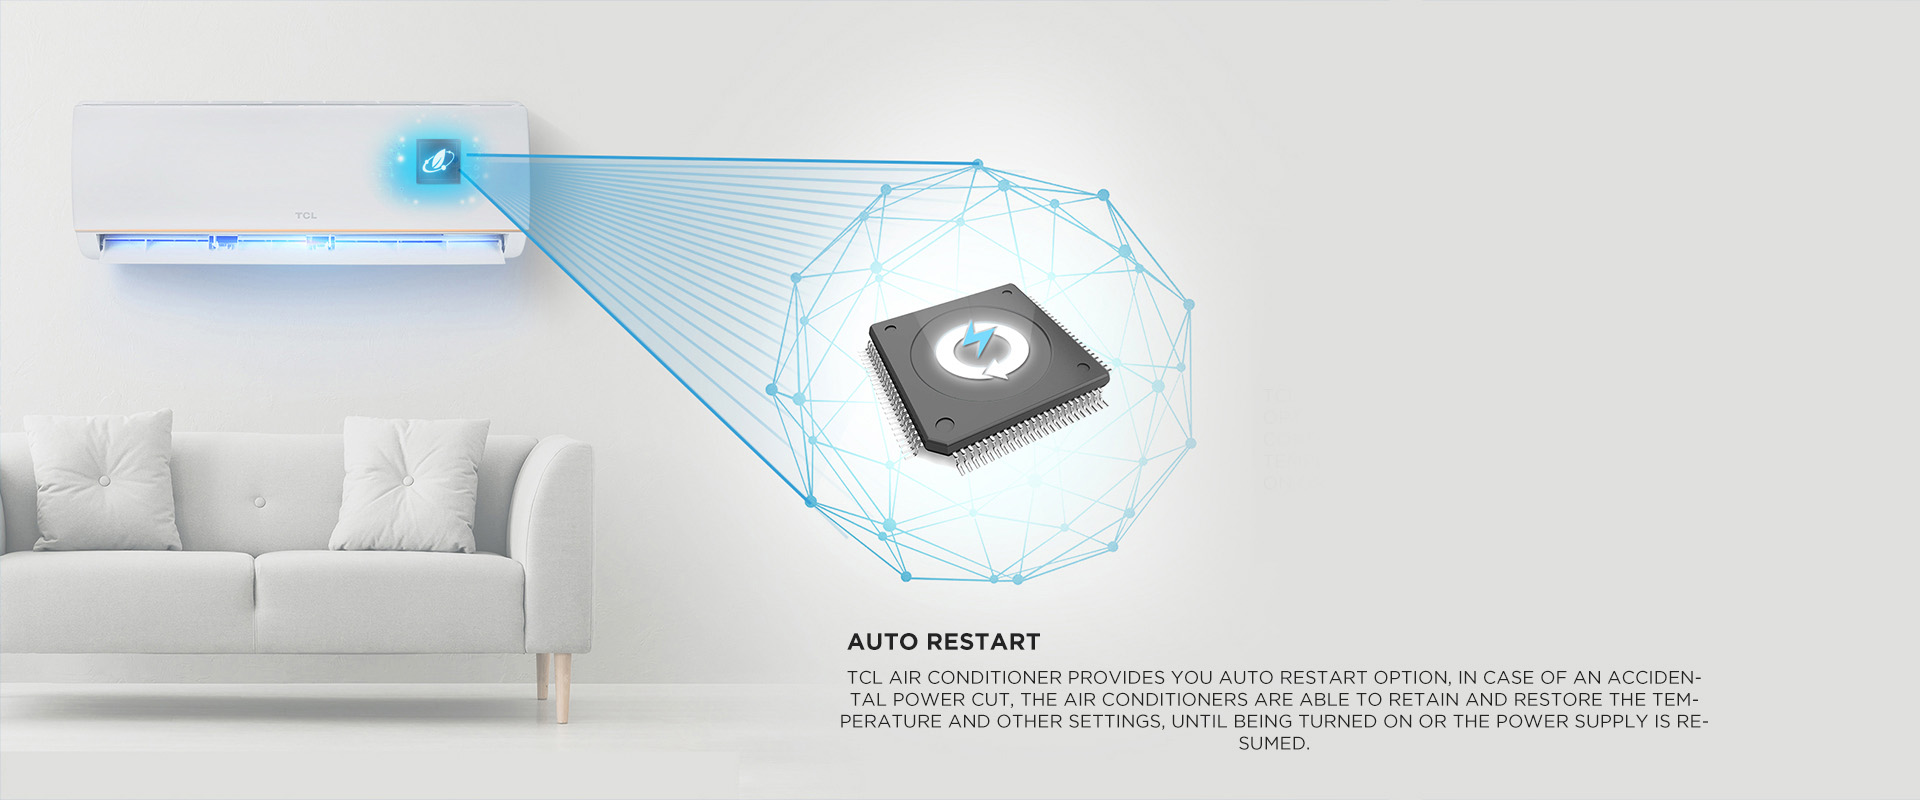 TCL
AUTO RESTART
TCL AIR CONDITIONER PROVIDES YOU AUTO RESTART OPTION, IN CASE OF AN ACCIDEN-
TAL POWER CUT, THE AIR CONDITIONERS ARE ABLE TO RETAIN AND RESTORE THE TEM-
PERATURE AND OTHER SETTINGS, UNTIL BEING TURNED ON OR THE POWER SUPPLY IS RE-
SUMED.